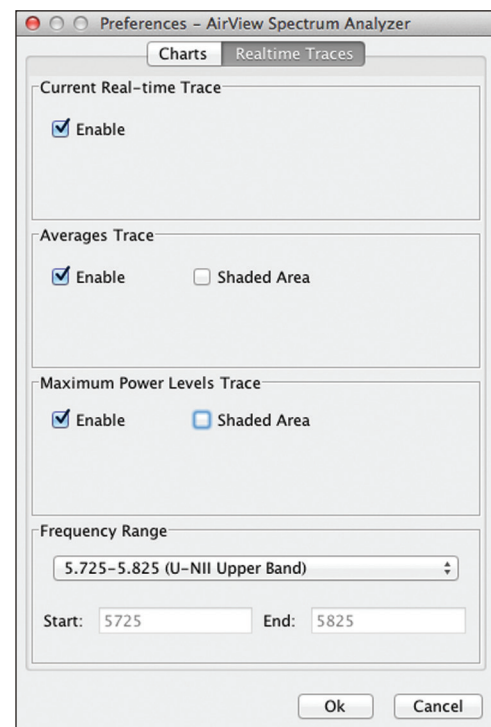 Preferences – AirView Spectrum Analyzer
Charts Realtime Traces
Current Real-time Trace
Enable
Averages Trace
Enable Shaded Area
Maximum Power Levels Trace
Enable Shaded Area
Frequency Range
5.725-5.825 (U-NII Upper Band)
Start: 5725 End: 5825
Ok Cancel